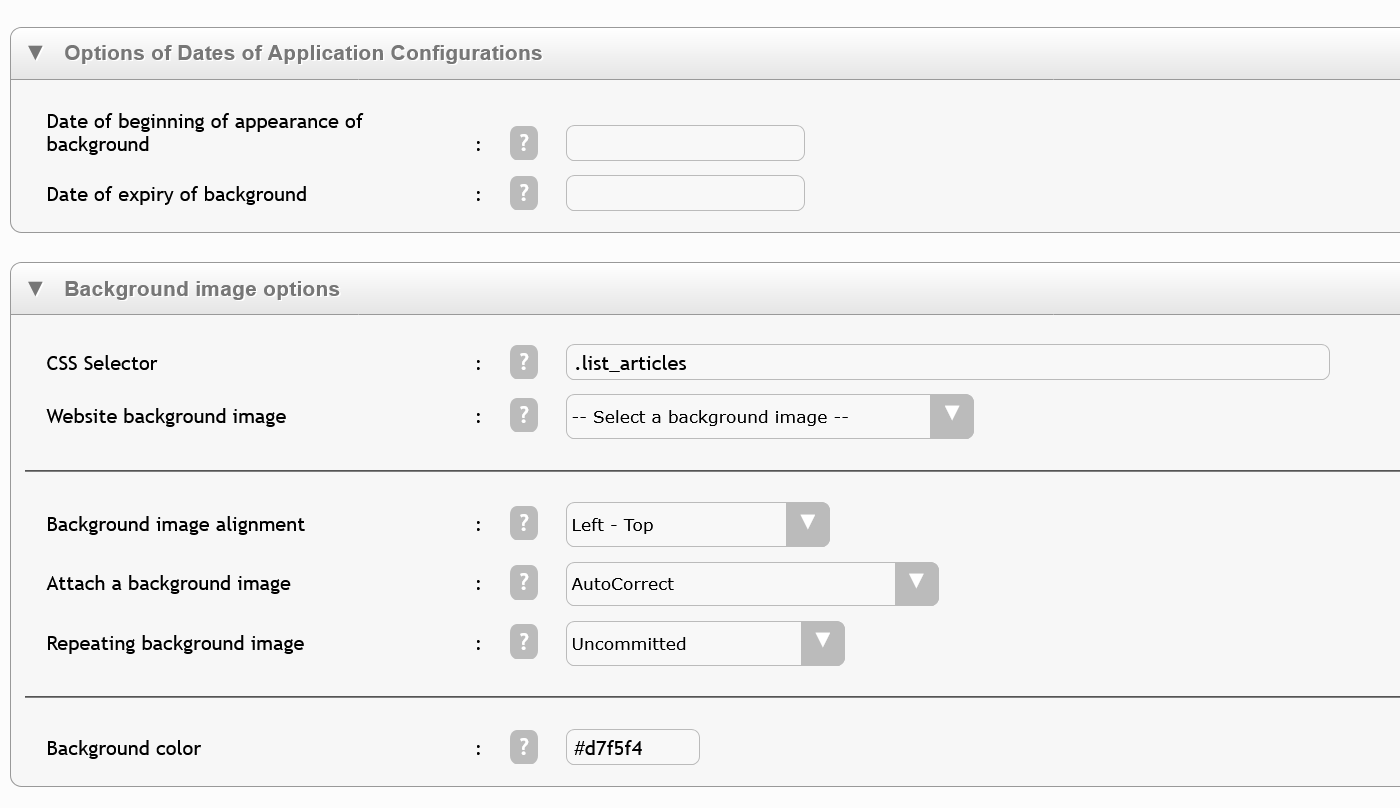 ▼ Options of Dates of Application Configurations
Date of beginning of appearance of
background : ?
Date of expiry of background : ?
▼ Background image options
CSS Selector : ? .list_articles
Website background image : ? -- Select a background image -- ▼
Background image alignment : ? Left - Top ▼
Attach a background image : ? AutoCorrect ▼
Repeating background image : ? Uncommitted ▼
Background color : ? #d7f5f4